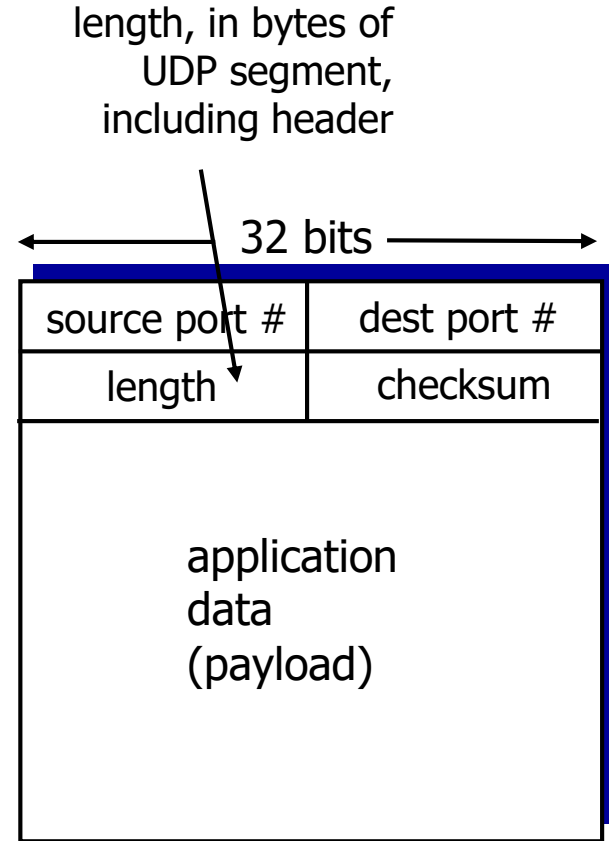 length, in bytes of
UDP segment,
including header
32 bits
source port #
dest port #
length
checksum
application
data
(payload)